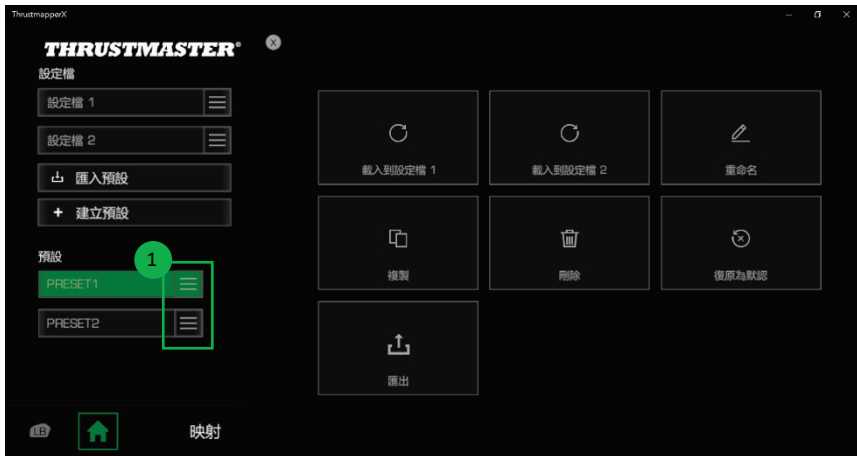 ThrustmapperX
THRUSTMASTER®
X
設定檔
設定檔 1
設定檔 2
匯入預設
建立預設
預設
1
PRESET1
PRESET2
載入到設定檔 1
載入到設定檔 2
重命名
複製
刪除
復原為默認
匯出
LB
映射